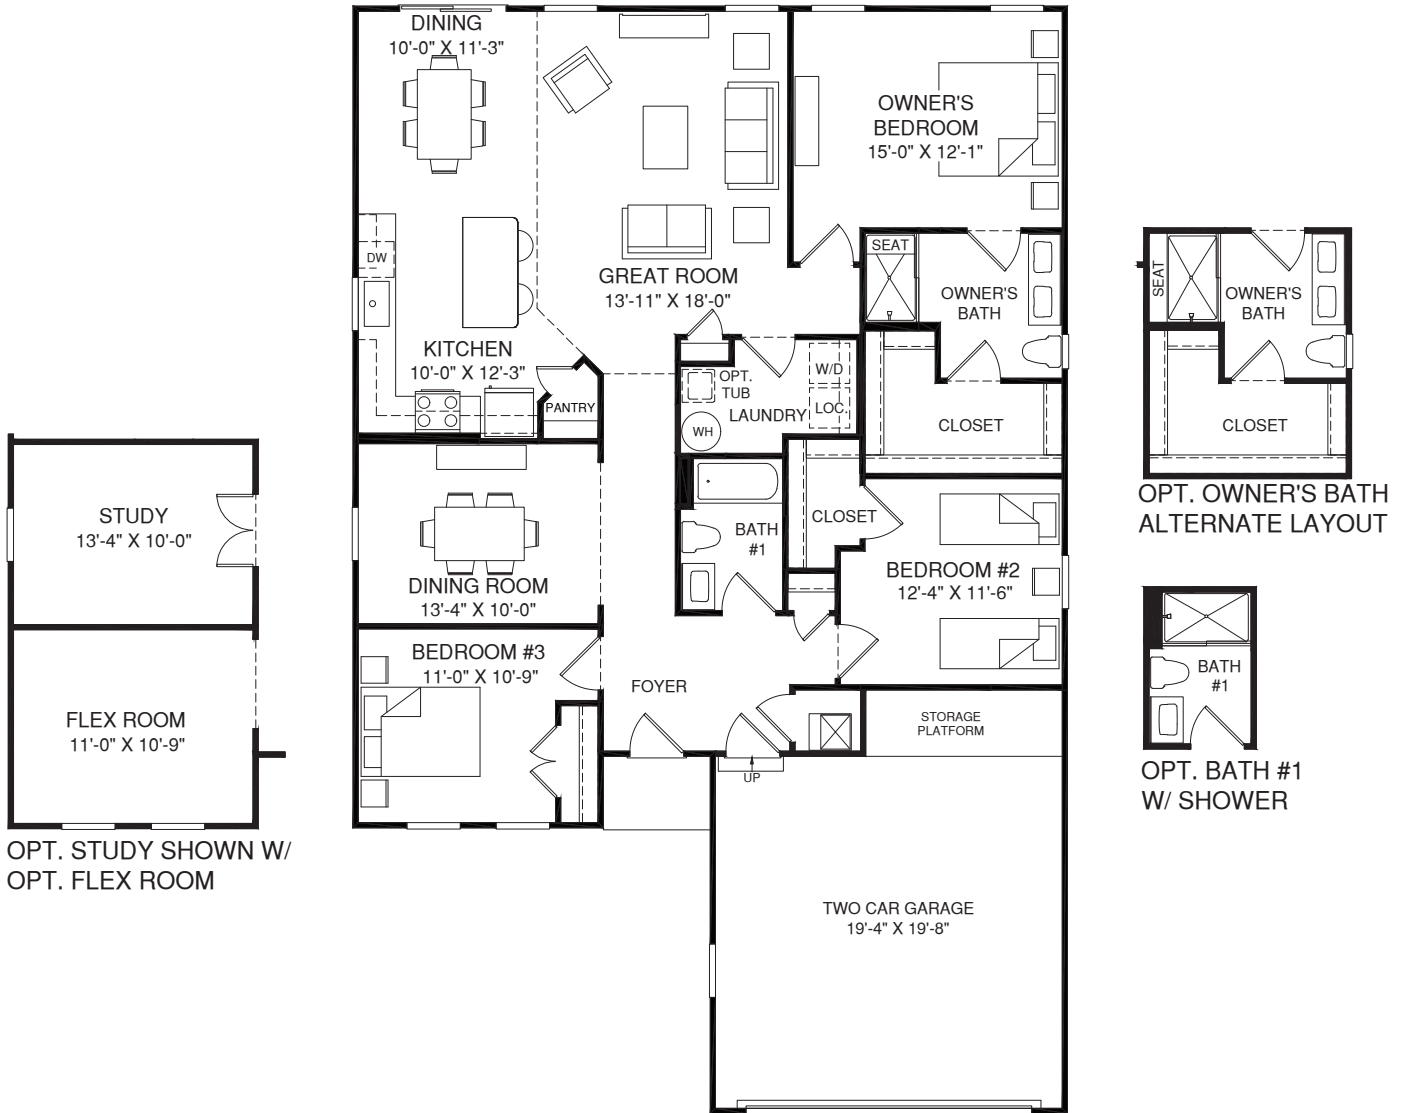 DINING
10'-0" X 11'-3"
OWNER'S
BEDROOM
15'-0" X 12'-1"
DW
GREAT ROOM
13'-11" X 18'-0"
SEAT
OWNER'S
BATH
KITCHEN
10'-0" X 12'-3"
PANTRY
OPT.
TUB
W/D
LOC.
LAUNDRY
WH
CLOSET
DINING ROOM
13'-4" X 10'-0"
BATH
#1
CLOSET
BEDROOM #2
12'-4" X 11'-6"
BEDROOM #3
11'-0" X 10'-9"
FOYER
STORAGE
PLATFORM
UP
TWO CAR GARAGE
19'-4" X 19'-8"
STUDY
13'-4" X 10'-0"
FLEX ROOM
11'-0" X 10'-9"
OPT. STUDY SHOWN W/
OPT. FLEX ROOM
SEAT
OWNER'S
BATH
CLOSET
OPT. OWNER'S BATH
ALTERNATE LAYOUT
BATH
#1
OPT. BATH #1
W/ SHOWER